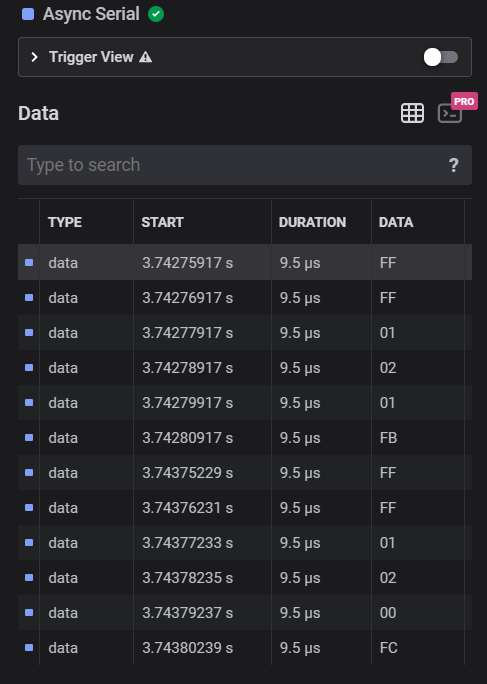 Async Serial
Trigger View
PRO
Data
Type to search ?
TYPE START DURATION DATA
data 3.74275917 s 9.5 μs FF
data 3.74276917 s 9.5 μs FF
data 3.74277917 s 9.5 μs 01
data 3.74278917 s 9.5 μs 02
data 3.74279917 s 9.5 μs 01
data 3.74280917 s 9.5 μs FB
data 3.74375229 s 9.5 μs FF
data 3.74376231 s 9.5 μs FF
data 3.74377233 s 9.5 μs 01
data 3.74378235 s 9.5 μs 02
data 3.74379237 s 9.5 μs 00
data 3.74380239 s 9.5 μs FC